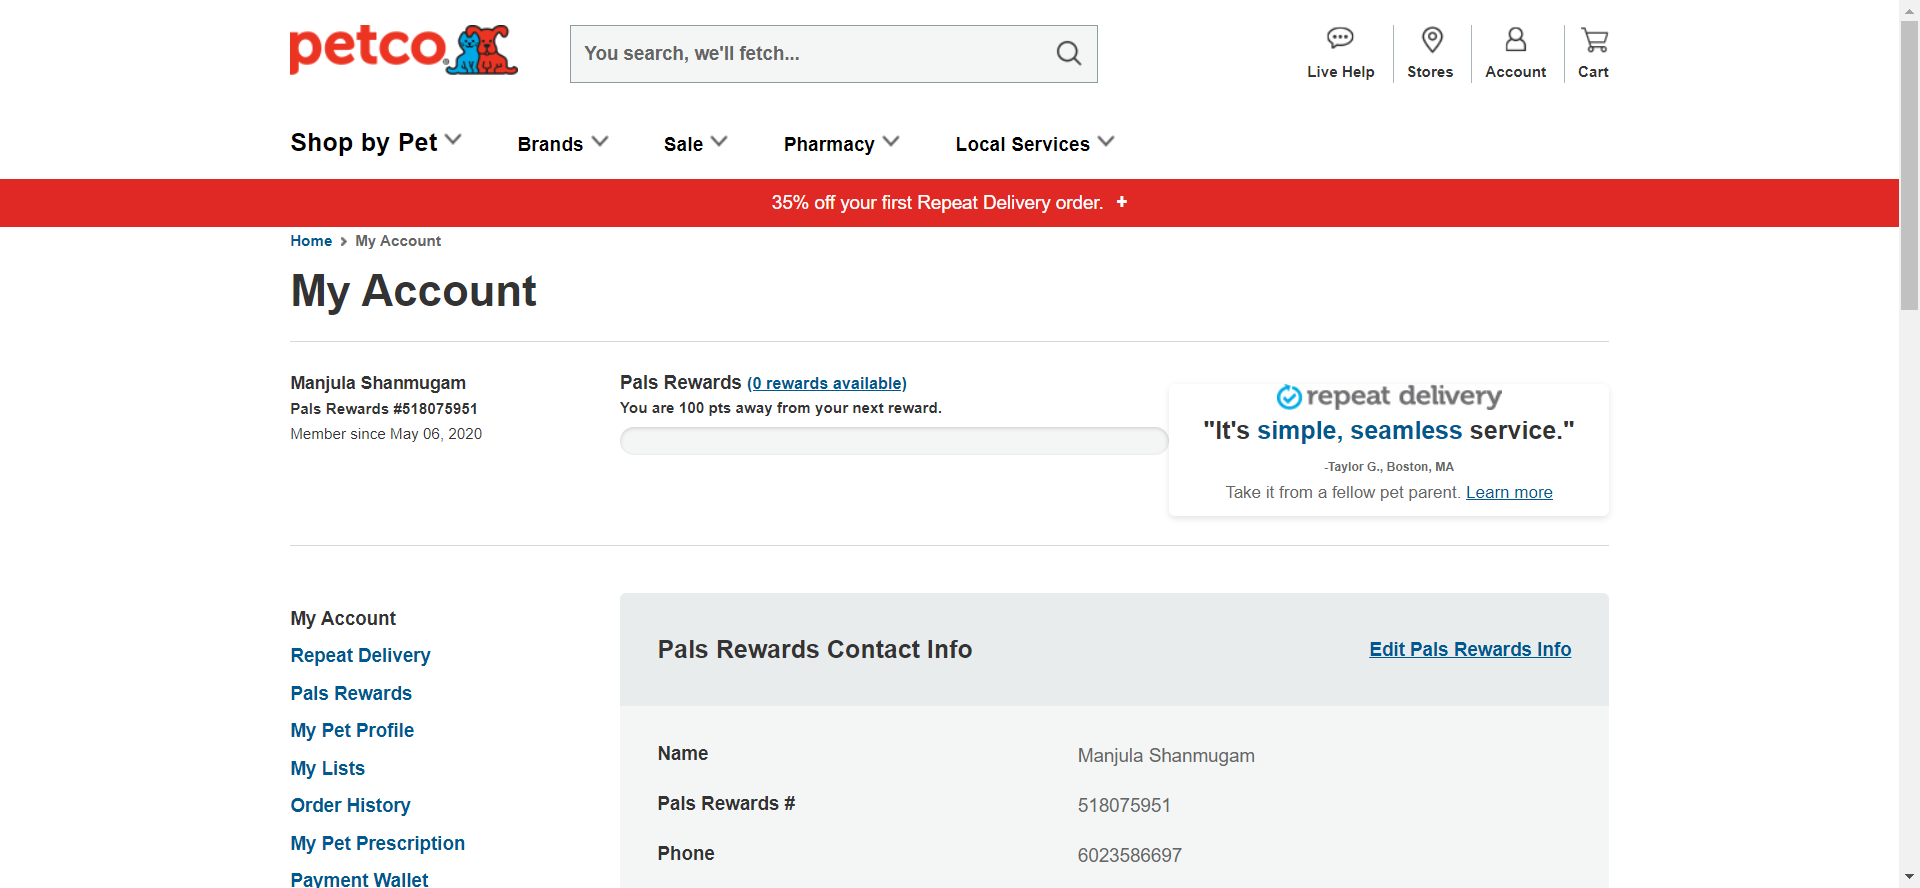 petco
You search, we'll fetch...
Live Help
Stores
Account
Cart
Shop by Pet
Brands
Sale
Pharmacy
Local Services
35% off your first Repeat Delivery order. +
Home > My Account
My Account
Manjula Shanmugam
Pals Rewards #518075951
Member since May 06, 2020
Pals Rewards (0 rewards available)
You are 100 pts away from your next reward.
repeat delivery
"It's simple, seamless service."
-Taylor G., Boston, MA
Take it from a fellow pet parent. Learn more
My Account
Repeat Delivery
Pals Rewards
My Pet Profile
My Lists
Order History
My Pet Prescription
Payment Wallet
Pals Rewards Contact Info
Edit Pals Rewards Info
Name
Manjula Shanmugam
Pals Rewards #
518075951
Phone
6023586697